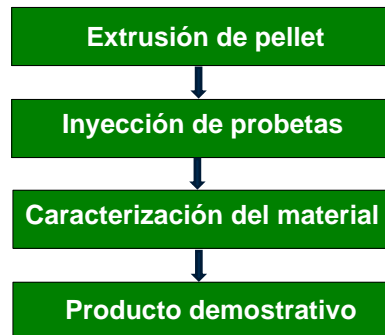 Extrusión de pellet
Inyección de probetas
Caracterización del material
Producto demostrativo